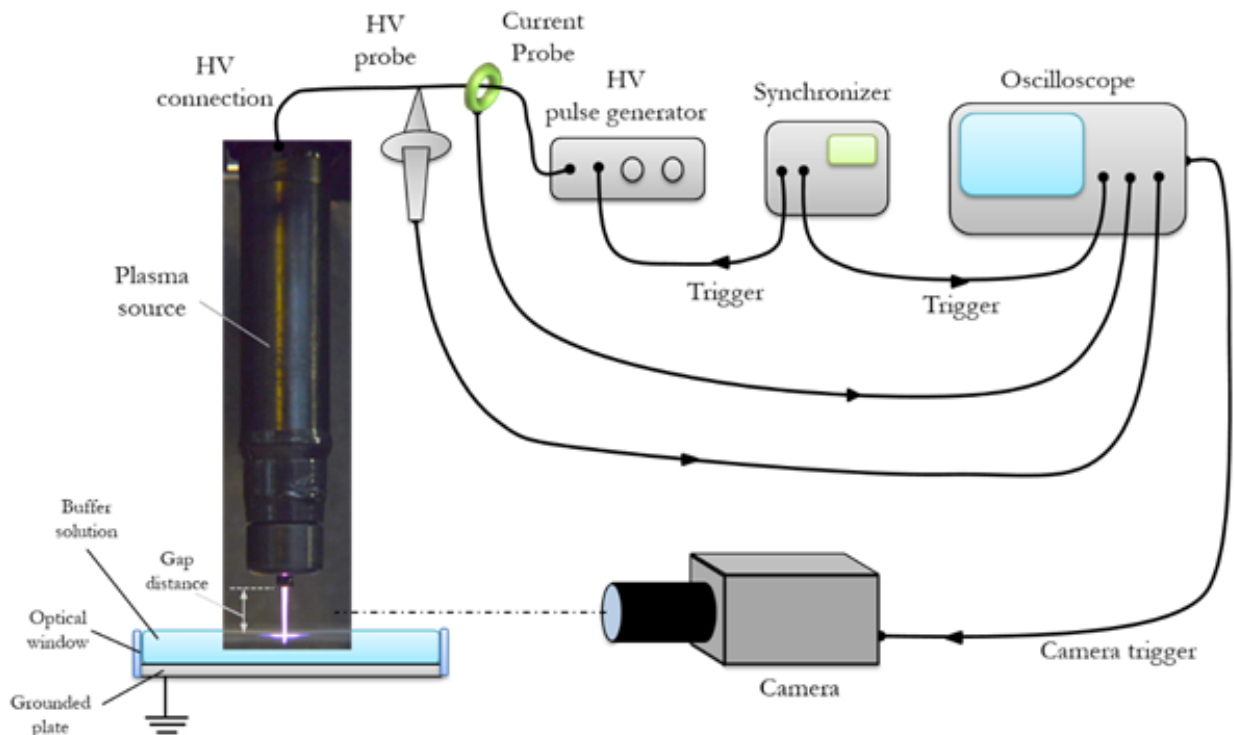 HV
connection
HV
probe
Current
Probe
HV
pulse generator
Synchronizer
Oscilloscope
Plasma
source
Trigger
Trigger
Buffer
solution
Gap
distance
Optical
window
Grounded
plate
Camera
Camera trigger